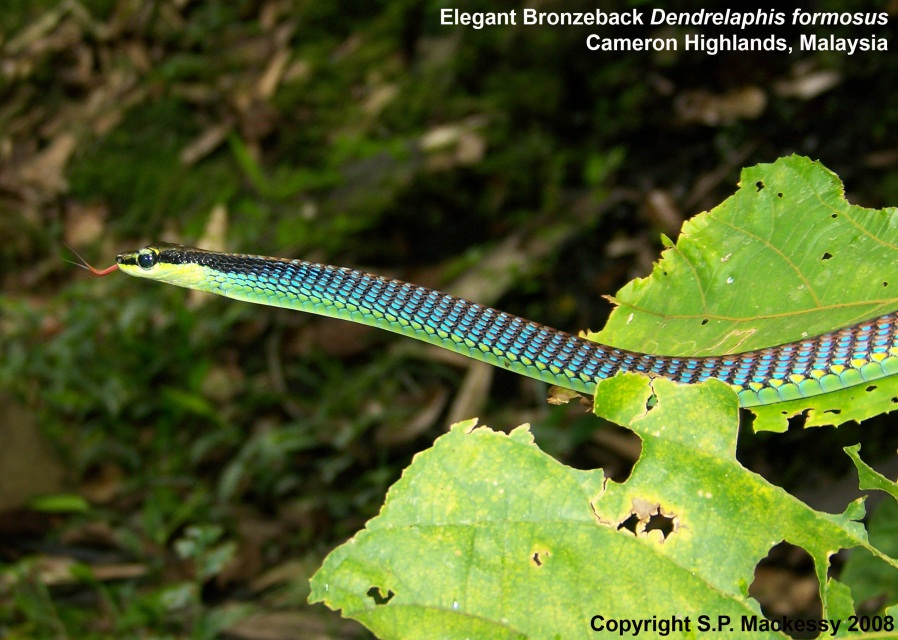 Elegant Bronzeback Dendrelaphis formosus
Cameron Highlands, Malaysia
Copyright S.P. Mackessy 2008